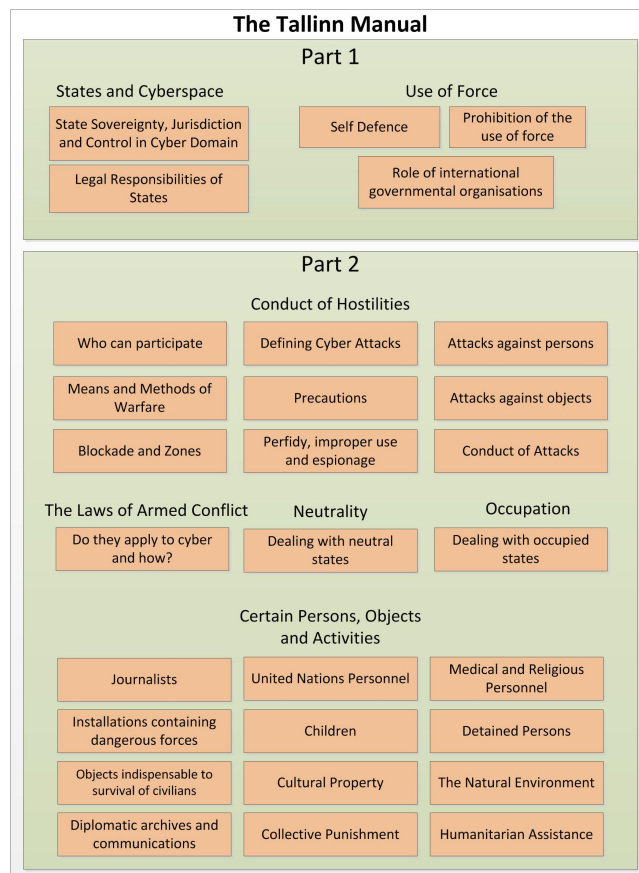 The Tallinn Manual
Part 1
States and Cyberspace
State Sovereignty, Jurisdiction
and Control in Cyber Domain
Legal Responsibilities of
States
Use of Force
Self Defence
Prohibition of the
use of force
Role of international
governmental organisations
Part 2
Conduct of Hostilities
Who can participate
Defining Cyber Attacks
Attacks against persons
Means and Methods of
Warfare
Precautions
Attacks against objects
Blockade and Zones
Perfidy, improper use
and espionage
Conduct of Attacks
The Laws of Armed Conflict
Do they apply to cyber
and how?
Neutrality
Dealing with neutral
states
Occupation
Dealing with occupied
states
Certain Persons, Objects
and Activities
Journalists
United Nations Personnel
Medical and Religious
Personnel
Installations containing
dangerous forces
Children
Detained Persons
Objects indispensable to
survival of civilians
Cultural Property
The Natural Environment
Diplomatic archives and
communications
Collective Punishment
Humanitarian Assistance